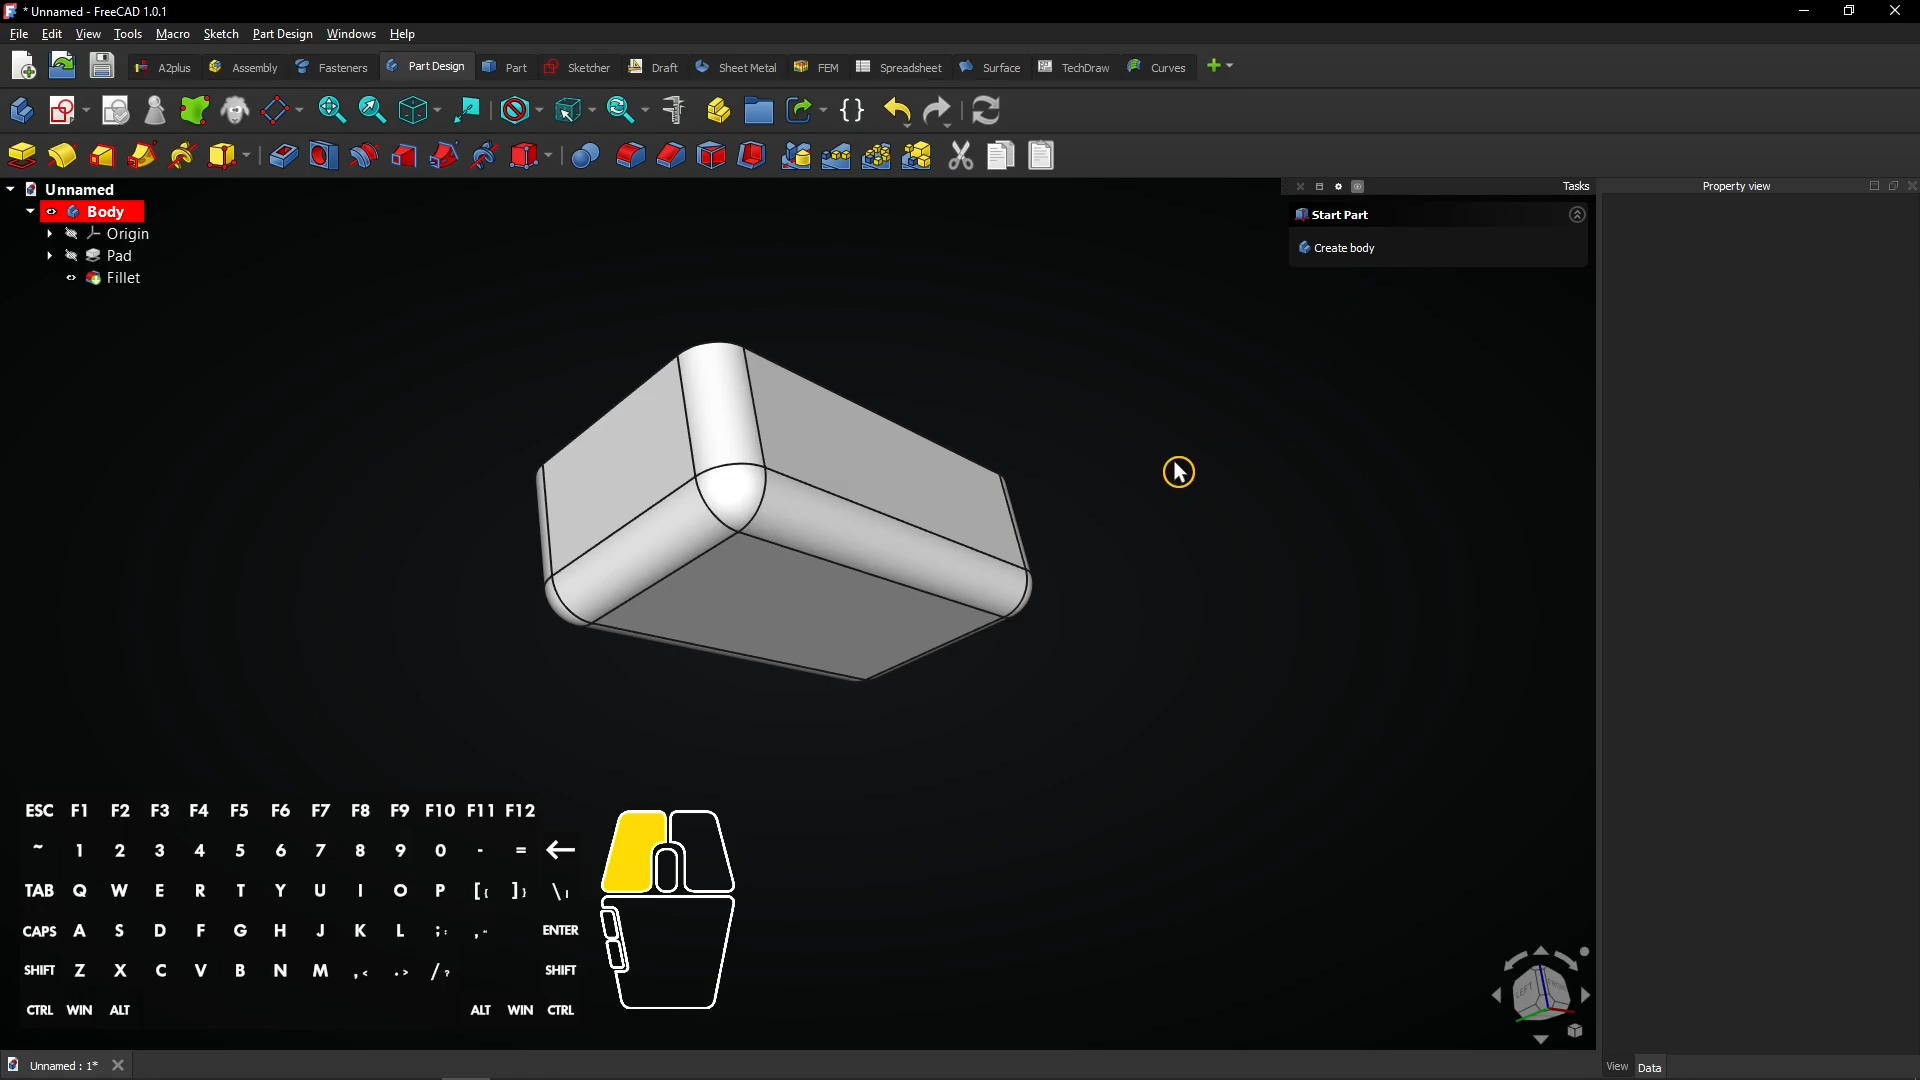 * Unnamed - FreeCAD 1.0.1
File Edit View Tools Macro Sketch Part Design Windows Help
A2plus Assembly Fasteners Part Design Part Sketcher Draft Sheet Metal FEM Spreadsheet Surface TechDraw Curves
Unnamed
Body
Origin
Pad
Fillet
Tasks
Start Part
Create body
Property view
ESC F1 F2 F3 F4 F5 F6 F7 F8 F9 F10 F11 F12
~ 1 2 3 4 5 6 7 8 9 0 - = ←
TAB Q W E R T Y U I O P [{ ]} \|
CAPS A S D F G H J K L ;: ," ENTER
SHIFT Z X C V B N M ,< .> /? SHIFT
CTRL WIN ALT ALT WIN CTRL
LEFT
Unnamed : 1*
View Data